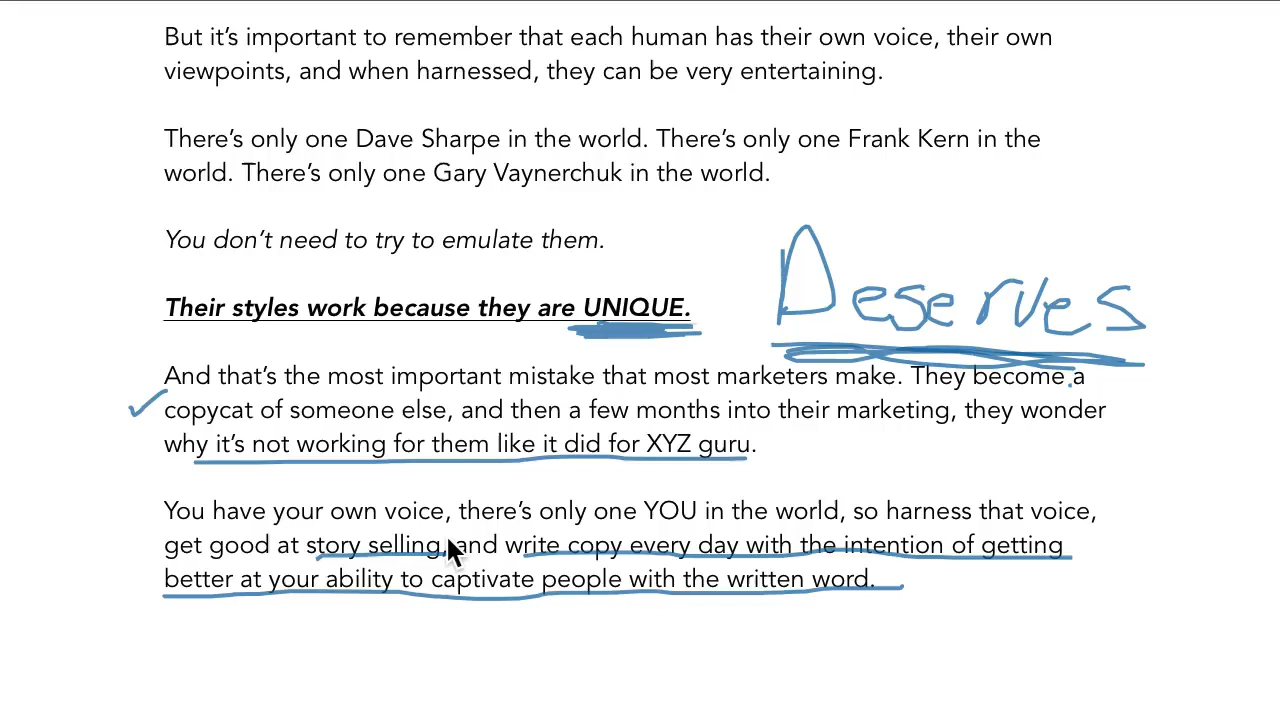 But it’s important to remember that each human has their own voice, their own
viewpoints, and when harnessed, they can be very entertaining.
There’s only one Dave Sharpe in the world. There’s only one Frank Kern in the
world. There’s only one Gary Vaynerchuk in the world.
You don’t need to try to emulate them.
Deserves
Their styles work because they are UNIQUE.
And that’s the most important mistake that most marketers make. They become a
copycat of someone else, and then a few months into their marketing, they wonder
why it’s not working for them like it did for XYZ guru.
You have your own voice, there’s only one YOU in the world, so harness that voice,
get good at story selling, and write copy every day with the intention of getting
better at your ability to captivate people with the written word.